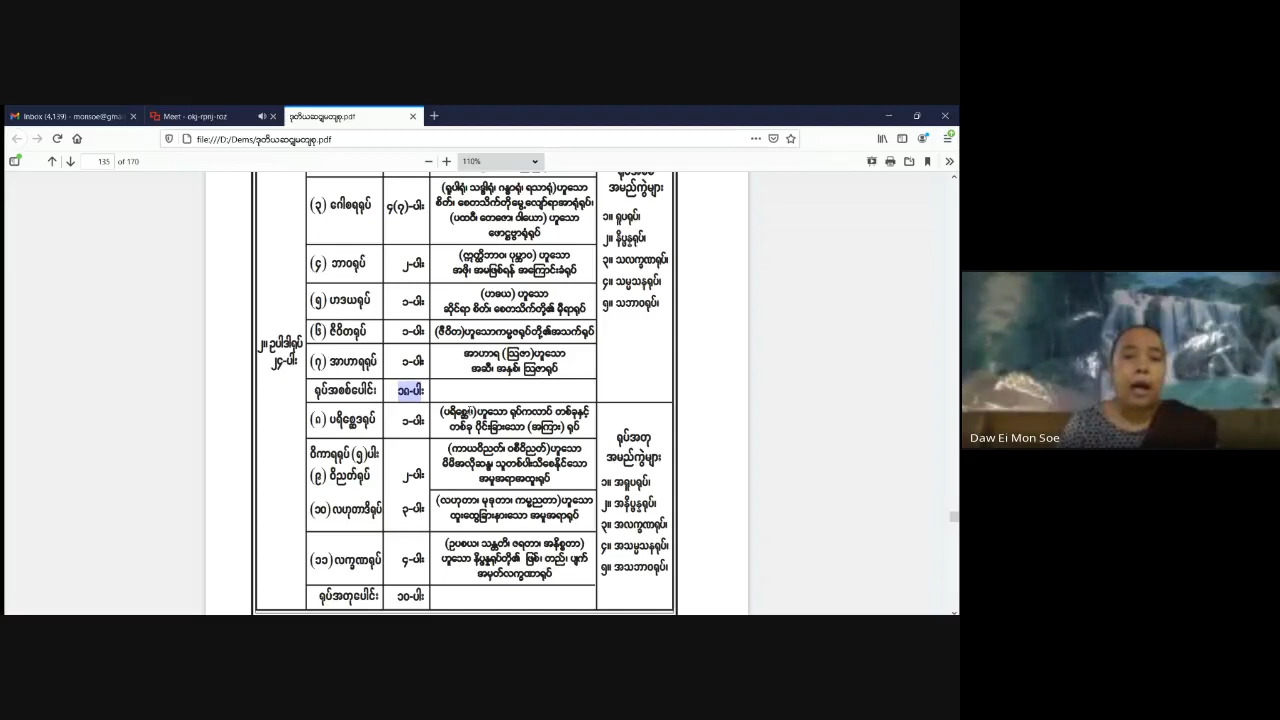 Inbox (4,139) - monsoe@gma
Meet - okj-rpnj-roz
ဒုတိယဆင့်မတူစု.pdf
file:///D:/Dems/ဒုတိယဆင့်မတူစု.pdf
135 of 170
110%
(၃) ဂေါစရရုပ်
၄(၇)-ပါး
(ရူပါရုံ၊ သဒ္ဒါရုံ၊ ဂန္ဓာရုံ၊ ရသာရုံ)ဟူသော
စိတ်၊ စေတသိက်တို့မွေ့လျော်ရာအာရုံရုပ်၊
(ပထဝီ၊ တေဇော၊ ဝါယော) ဟူသော
ဖောဋ္ဌဗ္ဗာရုံရုပ်
(၄) ဘာဝရုပ်
၂-ပါး
(ဣတ္ထိဘာဝ၊ ပုမ္ဘာဝ) ဟူသော
အဖို၊ အမဖြစ်ရန် အကြောင်းခံရုပ်
(၅) ဟဒယရုပ်
၁-ပါး
(ဟဒယ) ဟူသော
ဆိုင်ရာ စိတ်၊ စေတသိက်တို့၏ မှီရာရုပ်
(၆) ဇီဝိတရုပ်
၁-ပါး
(ဇီဝိတ)ဟူသောကမ္မဇရုပ်တို့၏အသက်ရုပ်
၂။ ဥပါဒါရုပ်
၂၄-ပါး
(၇) အာဟာရရုပ်
၁-ပါး
အာဟာရ (ဩဇာ)ဟူသော
အဆီ၊ အနှစ်၊ ဩဇာရုပ်
ရုပ်အစစ်ပေါင်း
၁၈-ပါး
အမည်ကွဲများ
၁။ ရူပရုပ်၊
၂။ နိပ္ဖန္နရုပ်၊
၃။ သလက္ခဏရုပ်၊
၄။ သမ္မသနရုပ်၊
၅။ သဘာဝရုပ်၊
(၈) ပရိစ္ဆေဒရုပ်
၁-ပါး
(ပရိစ္ဆေဒ)ဟူသော ရုပ်ကလာပ် တစ်ခုနှင့်
တစ်ခု ပိုင်းခြားသော (အကြား) ရုပ်
ဝိကာရရုပ် (၅)ပါး
(၉) ဝိညတ်ရုပ်
၂-ပါး
(ကာယဝိညတ်၊ ဝစီဝိညတ်)ဟူသော
မိမိအလိုဆန္ဒ၊ သူတစ်ပါးသိစေနိုင်သော
အမူအရာအထူးရုပ်
(၁၀) လဟုတာဒိရုပ်
၃-ပါး
(လဟုတာ၊ မုဒုတာ၊ ကမ္မညတာ)ဟူသော
ထူးထွေခြားနားသော အမူအရာရုပ်
(၁၁) လက္ခဏရုပ်
၄-ပါး
(ဥပစယ၊ သန္တတိ၊ ဇရတာ၊ အနိစ္စတာ)
ဟူသော နိပ္ဖန္နရုပ်တို့၏ ဖြစ်၊ တည်၊ ပျက်
အမှတ်လက္ခဏာရုပ်
ရုပ်အတုပေါင်း
၁၀-ပါး
ရုပ်အတု
အမည်ကွဲများ
၁။ အရူပရုပ်၊
၂။ အနိပ္ဖန္နရုပ်၊
၃။ အလက္ခဏရုပ်၊
၄။ အသမ္မသနရုပ်၊
၅။ အသဘာဝရုပ်၊
Daw Ei Mon Soe